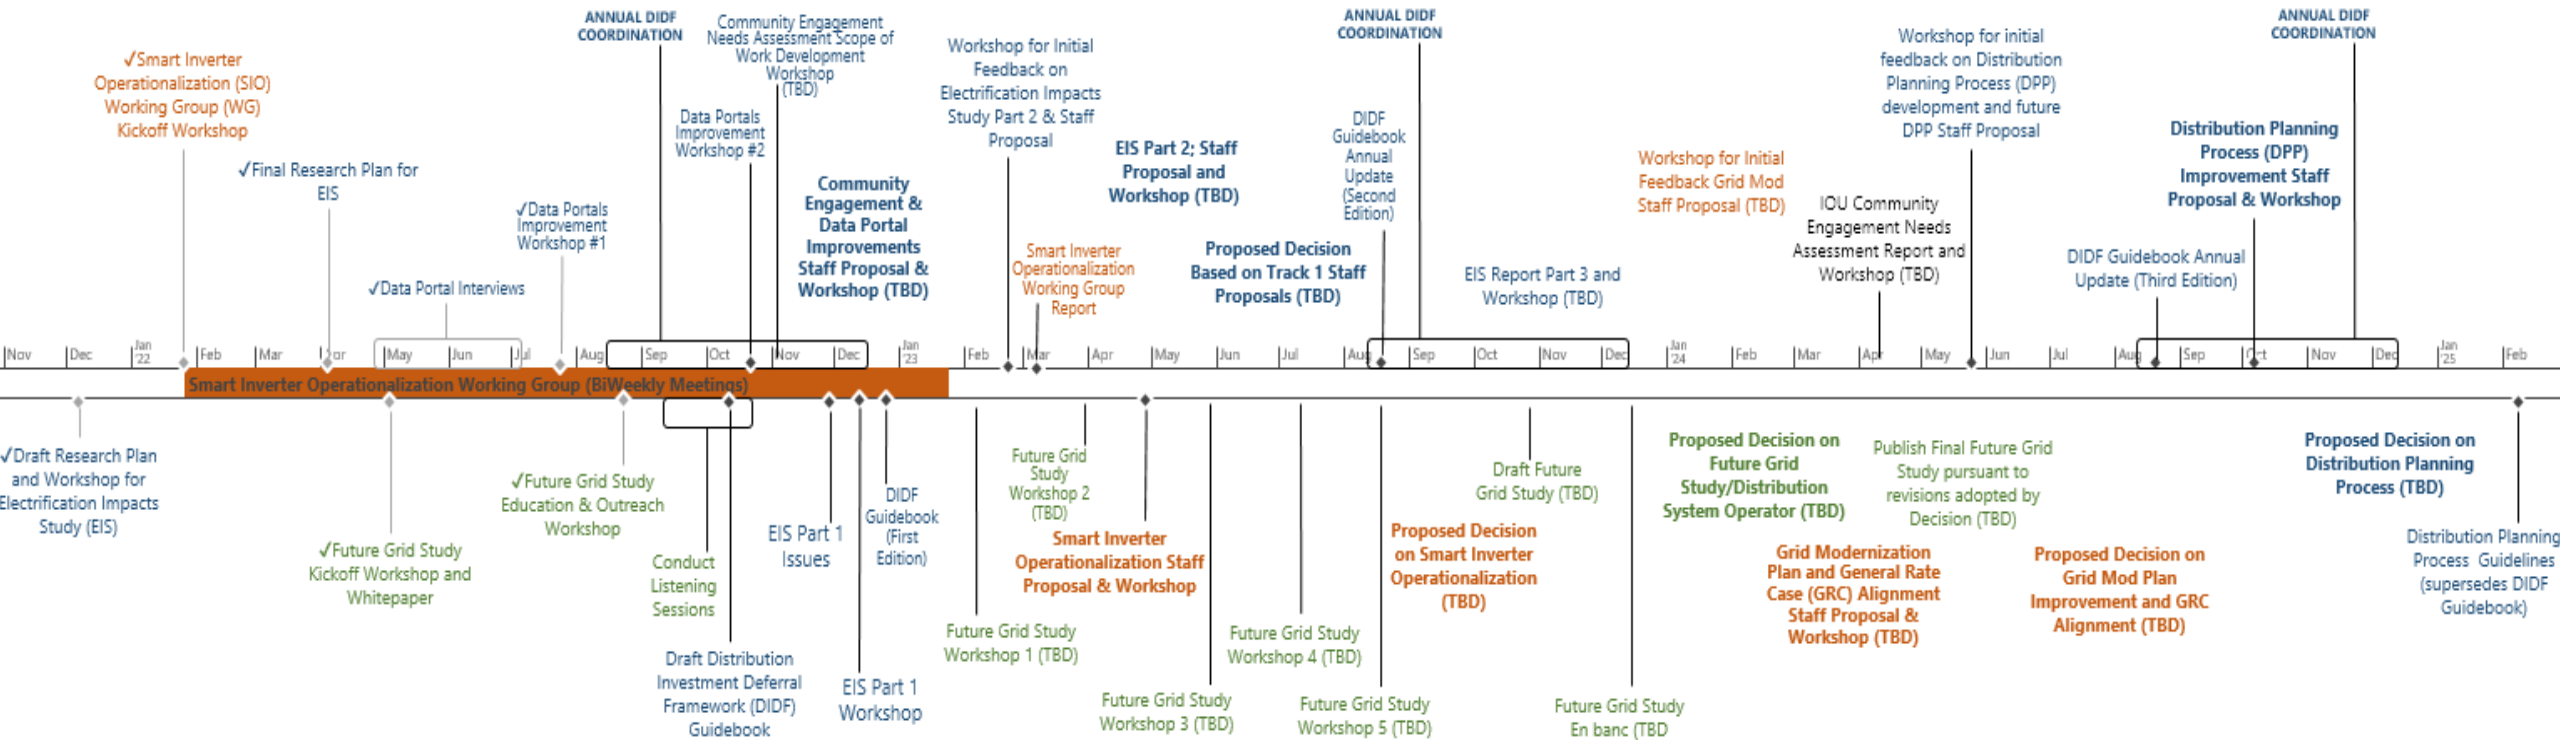 ANNUAL DIDF
COORDINATION
Community Engagement
Needs Assessment Scope of
Work Development
Workshop
(TBD)
ANNUAL DIDF
COORDINATION
ANNUAL DIDF
COORDINATION
✓Smart Inverter
Operationalization (SIO)
Working Group (WG)
Kickoff Workshop
✓Final Research Plan for
EIS
✓Data Portal Interviews
✓Data Portals
Improvement
Workshop #1
Data Portals
Improvement
Workshop #2
Community
Engagement &
Data Portal
Improvements
Staff Proposal &
Workshop (TBD)
Workshop for Initial
Feedback on
Electrification Impacts
Study Part 2 & Staff
Proposal
Smart Inverter
Operationalization
Working Group
Report
EIS Part 2; Staff
Proposal and
Workshop (TBD)
Proposed Decision
Based on Track 1 Staff
Proposals (TBD)
DIDF
Guidebook
Annual
Update
(Second
Edition)
EIS Report Part 3 and
Workshop (TBD)
Workshop for Initial
Feedback Grid Mod
Staff Proposal (TBD)
IOU Community
Engagement Needs
Assessment Report and
Workshop (TBD)
Workshop for initial
feedback on Distribution
Planning Process (DPP)
development and future
DPP Staff Proposal
DIDF Guidebook Annual
Update (Third Edition)
Distribution Planning
Process (DPP)
Improvement Staff
Proposal & Workshop
Nov Dec Jan '22 Feb Mar Apr May Jun Jul Aug Sep Oct Nov Dec Jan '23 Feb Mar Apr May Jun Jul Aug Sep Oct Nov Dec Jan '24 Feb Mar Apr May Jun Jul Aug Sep Oct Nov Dec Jan '25 Feb
Smart Inverter Operationalization Working Group (BiWeekly Meetings)
✓Draft Research Plan
and Workshop for
Electrification Impacts
Study (EIS)
✓Future Grid Study
Kickoff Workshop and
Whitepaper
✓Future Grid Study
Education & Outreach
Workshop
Conduct
Listening
Sessions
Draft Distribution
Investment Deferral
Framework (DIDF)
Guidebook
EIS Part 1
Issues
EIS Part 1
Workshop
DIDF
Guidebook
(First
Edition)
Future Grid Study
Workshop 1 (TBD)
Future Grid
Study
Workshop 2
(TBD)
Smart Inverter
Operationalization Staff
Proposal & Workshop
Future Grid Study
Workshop 3 (TBD)
Future Grid Study
Workshop 4 (TBD)
Future Grid Study
Workshop 5 (TBD)
Proposed Decision
on Smart Inverter
Operationalization
(TBD)
Draft Future
Grid Study (TBD)
Future Grid Study
En banc (TBD
Proposed Decision on
Future Grid
Study/Distribution
System Operator (TBD)
Grid Modernization
Plan and General Rate
Case (GRC) Alignment
Staff Proposal &
Workshop (TBD)
Publish Final Future Grid
Study pursuant to
revisions adopted by
Decision (TBD)
Proposed Decision on
Grid Mod Plan
Improvement and GRC
Alignment (TBD)
Proposed Decision on
Distribution Planning
Process (TBD)
Distribution Planning
Process Guidelines
(supersedes DIDF
Guidebook)